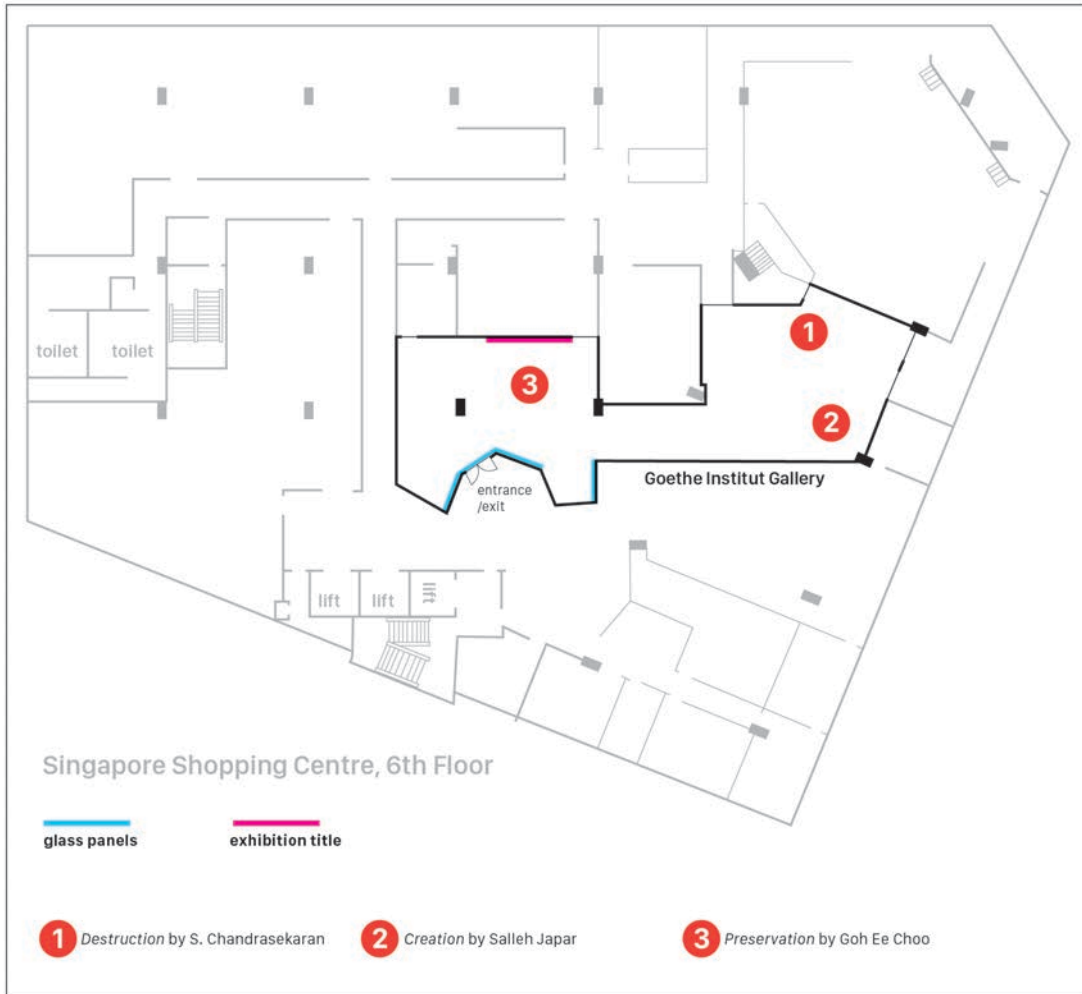 1
3
2
toilet
toilet
Goethe Institut Gallery
entrance
/exit
lift
lift
lift
Singapore Shopping Centre, 6th Floor
glass panels
exhibition title
1 Destruction by S. Chandrasekaran
2 Creation by Salleh Japar
3 Preservation by Goh Ee Choo